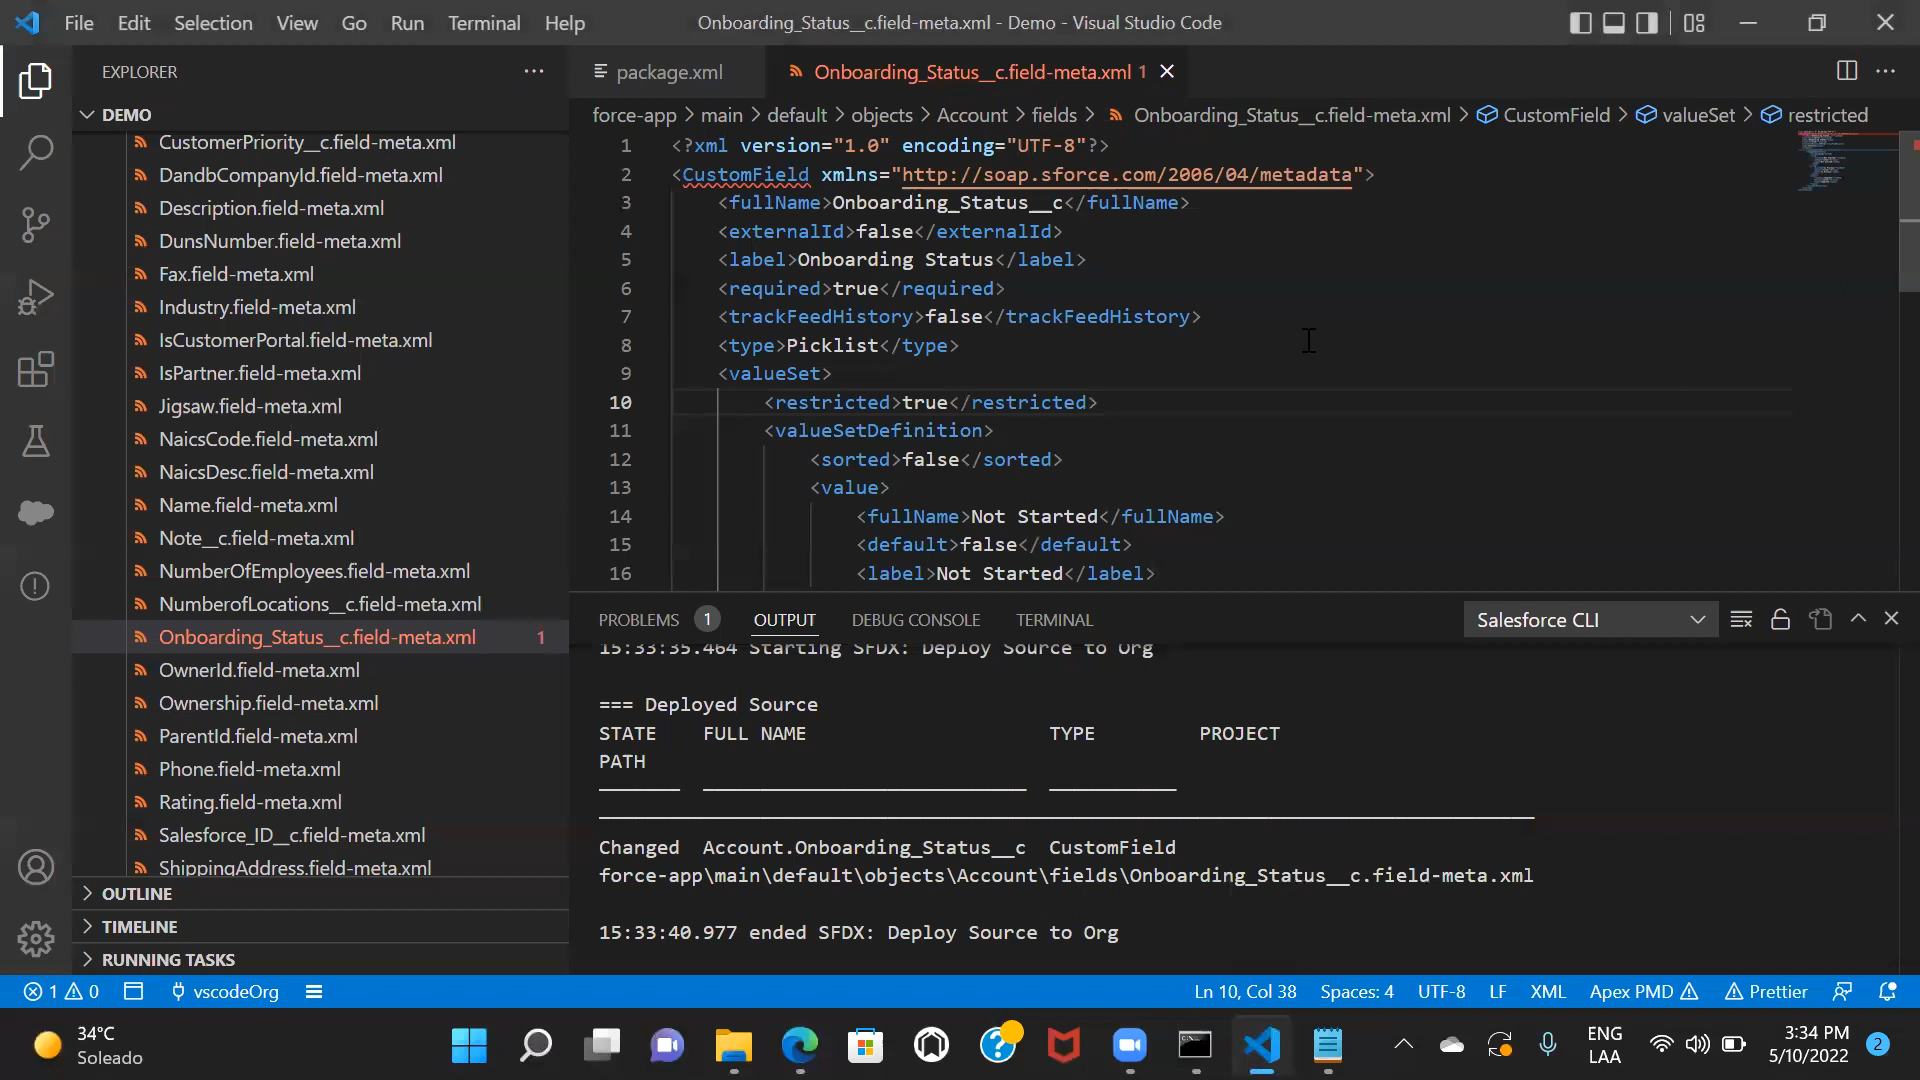 File Edit Selection View Go Run Terminal Help
Onboarding_Status__c.field-meta.xml - Demo - Visual Studio Code
EXPLORER
DEMO
CustomerPriority__c.field-meta.xml
DandbCompanyId.field-meta.xml
Description.field-meta.xml
DunsNumber.field-meta.xml
Fax.field-meta.xml
Industry.field-meta.xml
IsCustomerPortal.field-meta.xml
IsPartner.field-meta.xml
Jigsaw.field-meta.xml
NaicsCode.field-meta.xml
NaicsDesc.field-meta.xml
Name.field-meta.xml
Note__c.field-meta.xml
NumberOfEmployees.field-meta.xml
NumberofLocations__c.field-meta.xml
Onboarding_Status__c.field-meta.xml 1
OwnerId.field-meta.xml
Ownership.field-meta.xml
ParentId.field-meta.xml
Phone.field-meta.xml
Rating.field-meta.xml
Salesforce_ID__c.field-meta.xml
ShippingAddress.field-meta.xml
OUTLINE
TIMELINE
RUNNING TASKS
package.xml
Onboarding_Status__c.field-meta.xml 1
force-app > main > default > objects > Account > fields > Onboarding_Status__c.field-meta.xml > CustomField > valueSet > restricted
1 <?xml version="1.0" encoding="UTF-8"?>
2 <CustomField xmlns="http://soap.sforce.com/2006/04/metadata">
3 <fullName>Onboarding_Status__c</fullName>
4 <externalId>false</externalId>
5 <label>Onboarding Status</label>
6 <required>true</required>
7 <trackFeedHistory>false</trackFeedHistory>
8 <type>Picklist</type>
9 <valueSet>
10 <restricted>true</restricted>
11 <valueSetDefinition>
12 <sorted>false</sorted>
13 <value>
14 <fullName>Not Started</fullName>
15 <default>false</default>
16 <label>Not Started</label>
PROBLEMS 1 OUTPUT DEBUG CONSOLE TERMINAL
Salesforce CLI
15:33:35.464 Starting SFDX: Deploy Source to Org
=== Deployed Source
STATE FULL NAME TYPE PROJECT
PATH
Changed Account.Onboarding_Status__c CustomField
force-app\main\default\objects\Account\fields\Onboarding_Status__c.field-meta.xml
15:33:40.977 ended SFDX: Deploy Source to Org
1 0 vscodeOrg
Ln 10, Col 38 Spaces: 4 UTF-8 LF XML Apex PMD Prettier
34°C
Soleado
ENG
LAA
3:34 PM
5/10/2022
2